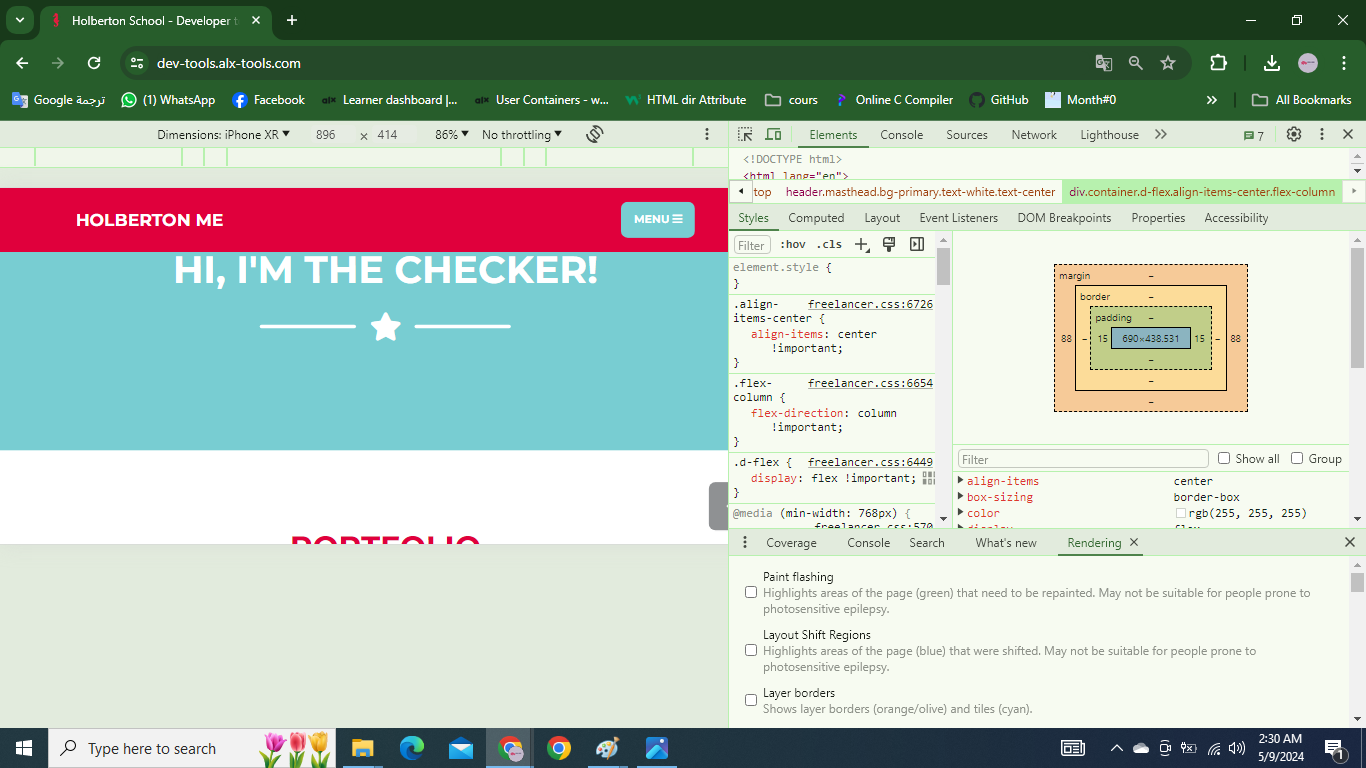 Holberton School - Developer t
dev-tools.alx-tools.com
ترجمة Google
(1) WhatsApp
Facebook
alx Learner dashboard |...
alx User Containers - w...
HTML dir Attribute
cours
Online C Compiler
GitHub
Month#0
All Bookmarks
Dimensions: iPhone XR 896 × 414 86% No throttling
HOLBERTON ME
MENU
HI, I'M THE CHECKER!
PORTFOLIO
Elements Console Sources Network Lighthouse 7
<!DOCTYPE html>
<html lang="en">
top header.masthead.bg-primary.text-white.text-center div.container.d-flex.align-items-center.flex-column
Styles Computed Layout Event Listeners DOM Breakpoints Properties Accessibility
Filter :hov .cls
element.style {
}
.align- freelancer.css:6726
items-center {
align-items: center
!important;
}
.flex- freelancer.css:6654
column {
flex-direction: column
!important;
}
.d-flex { freelancer.css:6449
display: flex !important;
}
@media (min-width: 768px) {
freelancer.css:570
margin –
border –
padding –
88 – 15 690×438.531 15 – 88
–
–
–
Filter Show all Group
align-items center
box-sizing border-box
color rgb(255, 255, 255)
display flex
Coverage Console Search What's new Rendering
Paint flashing
Highlights areas of the page (green) that need to be repainted. May not be suitable for people prone to
photosensitive epilepsy.
Layout Shift Regions
Highlights areas of the page (blue) that were shifted. May not be suitable for people prone to
photosensitive epilepsy.
Layer borders
Shows layer borders (orange/olive) and tiles (cyan).
Type here to search
2:30 AM
5/9/2024
1